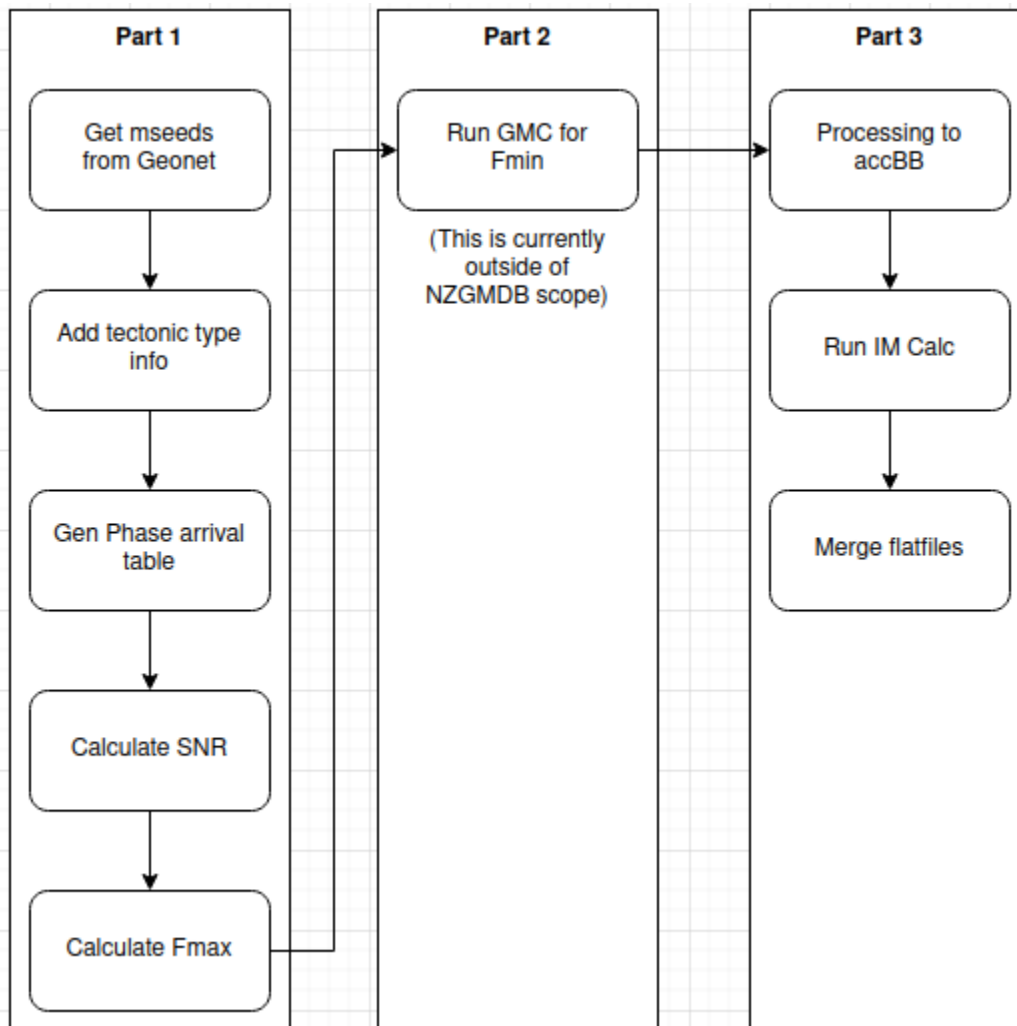 Part 1
Get mseeds
from Geonet
Add tectonic type
info
Gen Phase arrival
table
Calculate SNR
Calculate Fmax
Part 2
Run GMC for
Fmin
(This is currently
outside of
NZGMDB scope)
Part 3
Processing to
accBB
Run IM Calc
Merge flatfiles